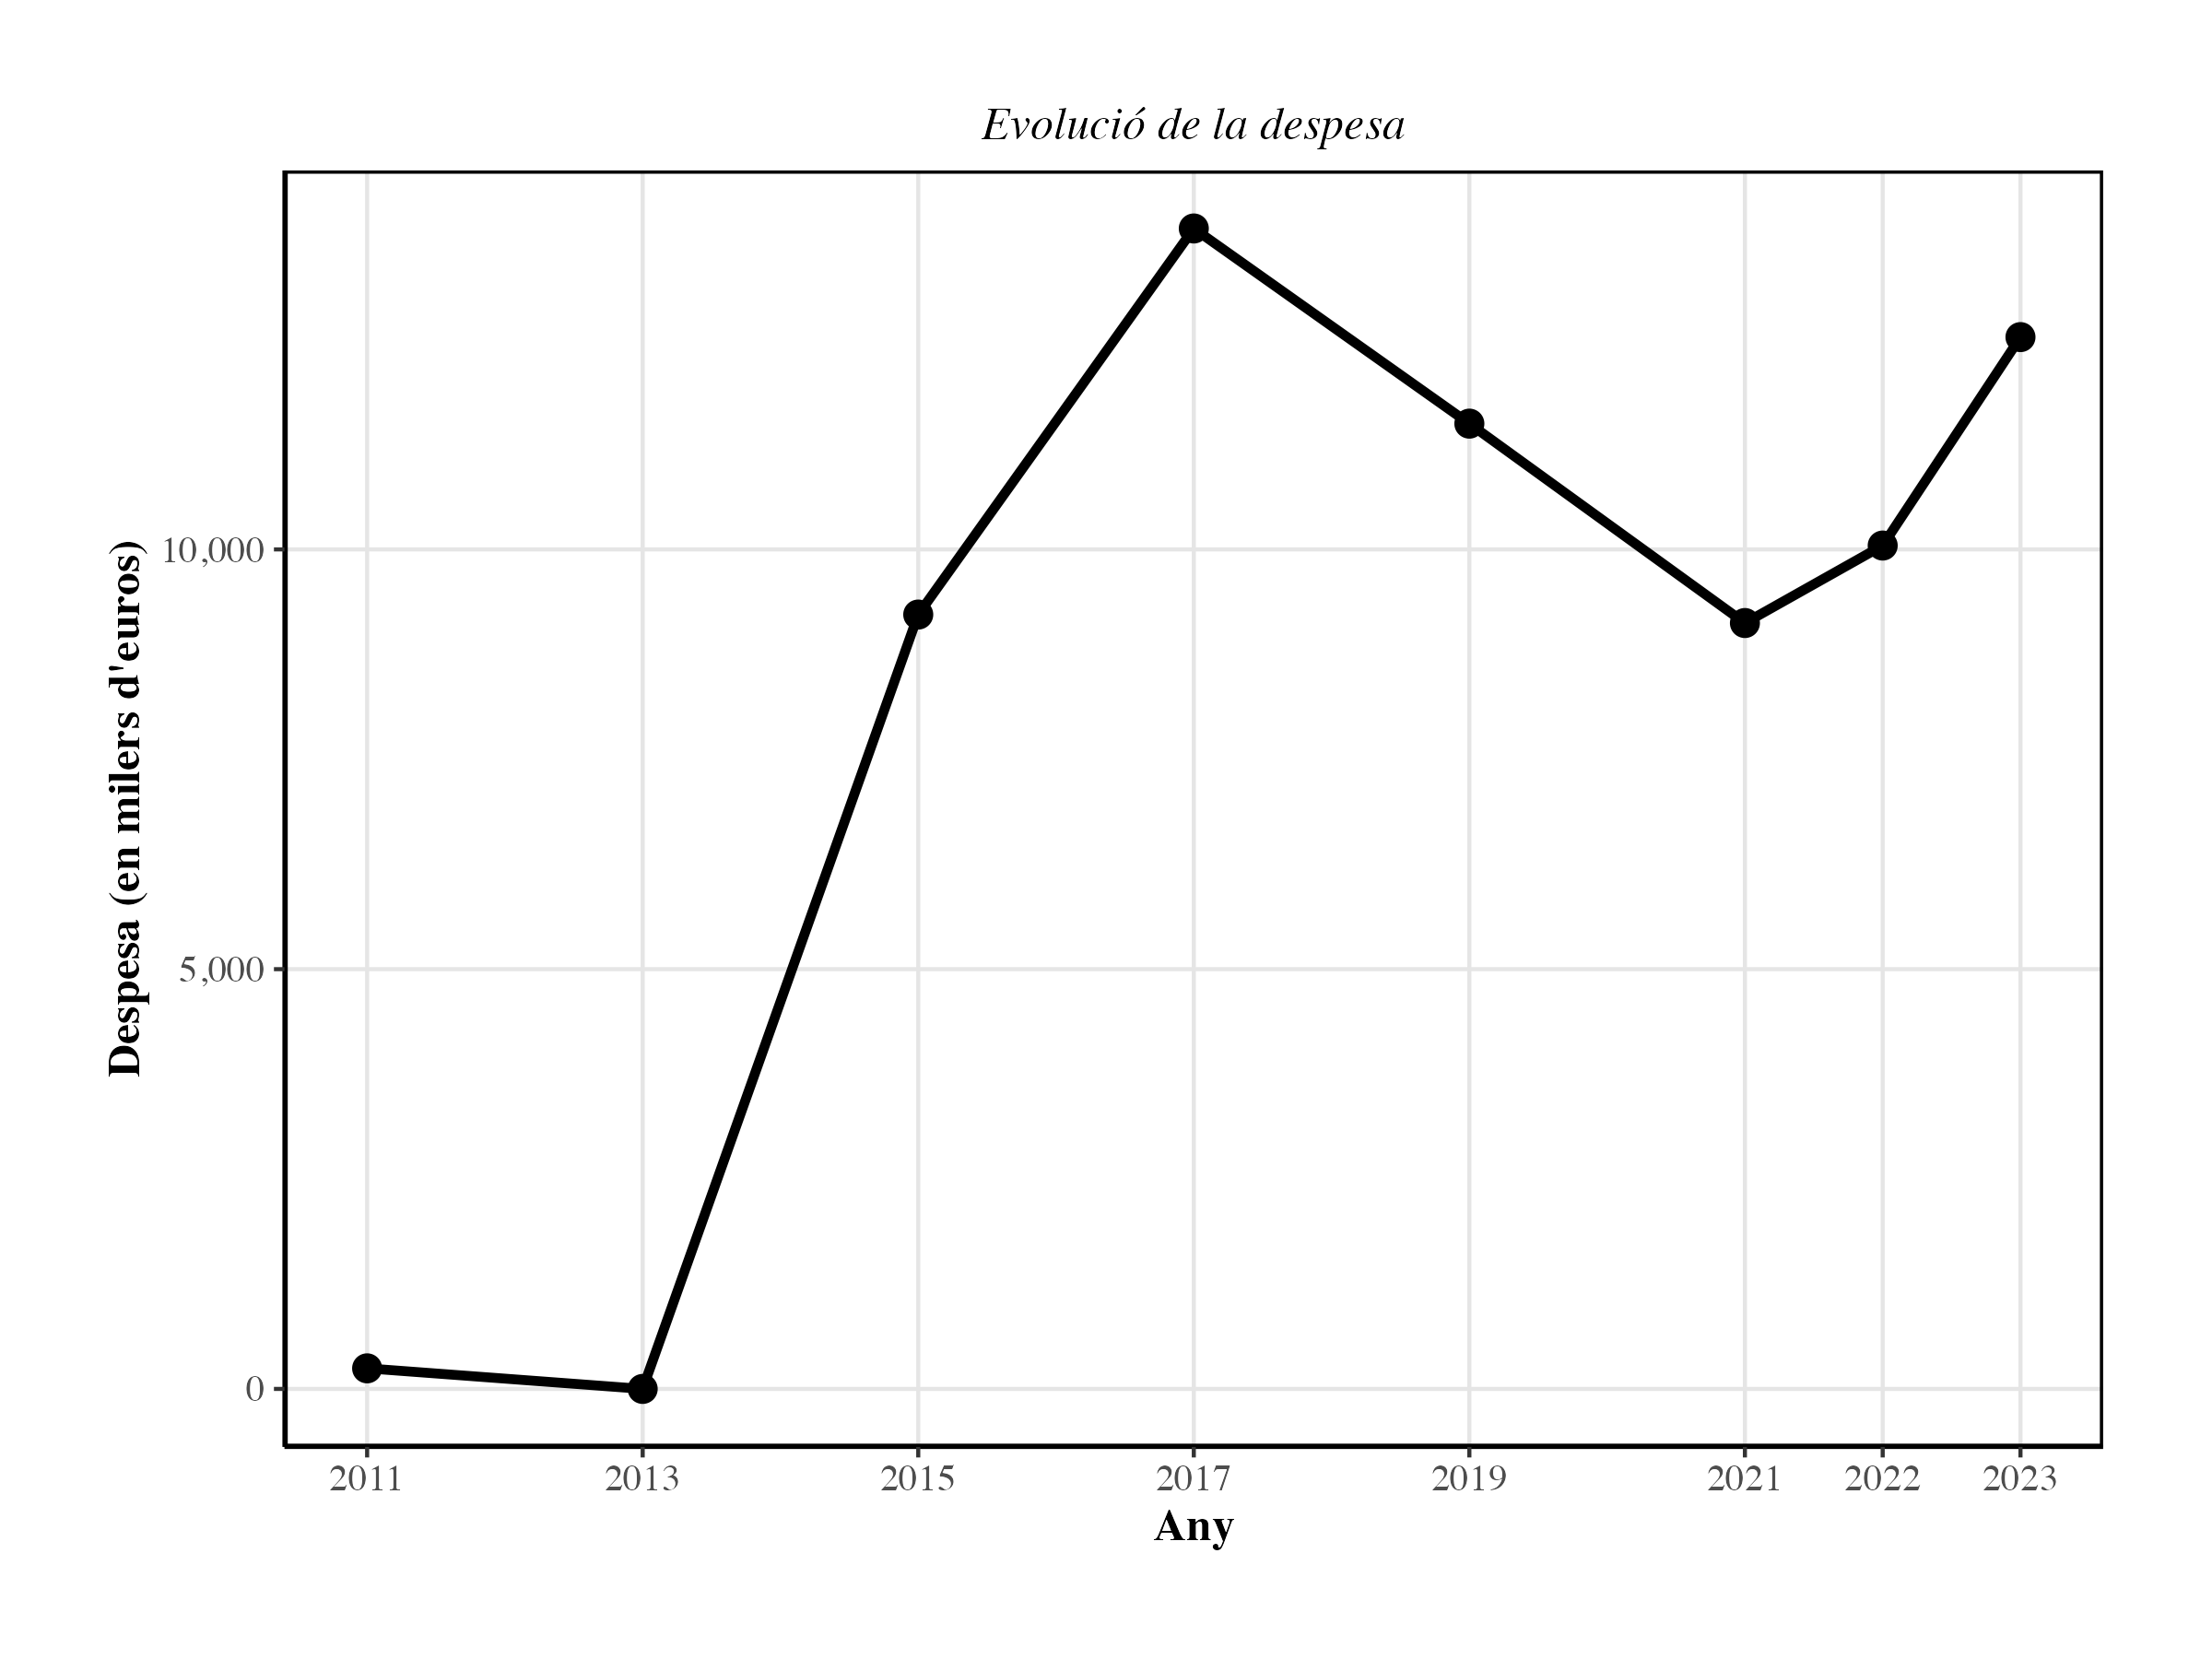 Evolució de la despesa
Despesa (en milers d'euros)
10,000
5,000
0
2011 2013 2015 2017 2019 2021 2022 2023
Any